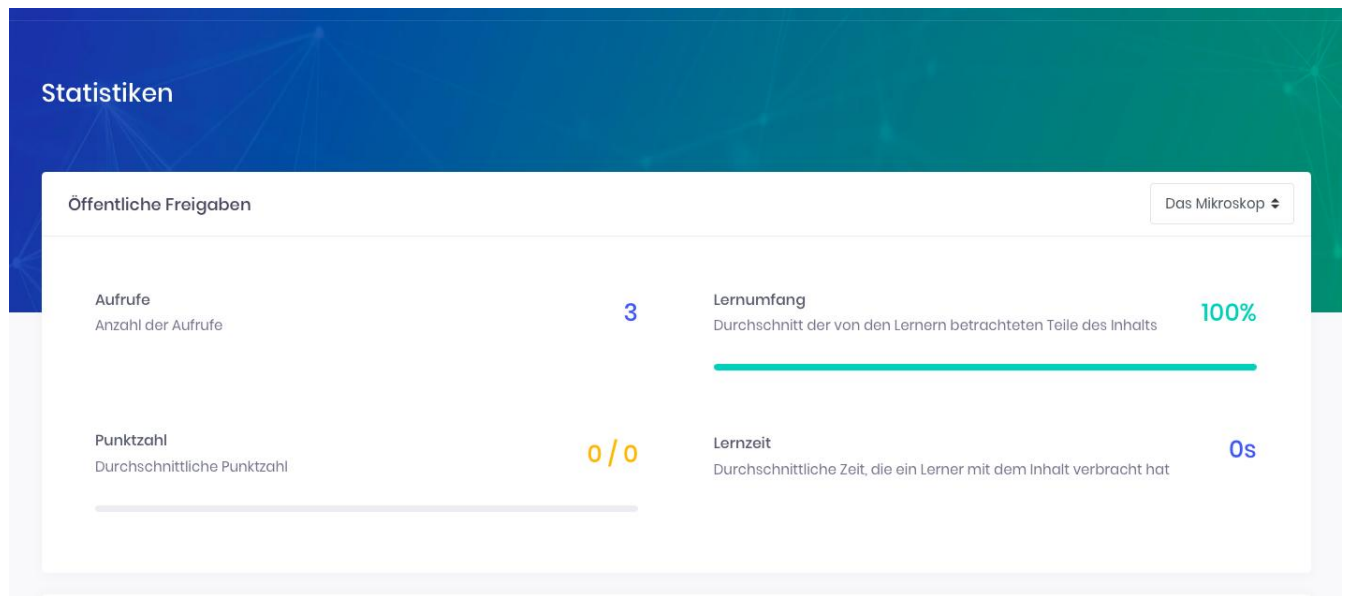 Statistiken
Öffentliche Freigaben
Das Mikroskop
Aufrufe
Anzahl der Aufrufe
3
Lernumfang
Durchschnitt der von den Lernern betrachteten Teile des Inhalts
100%
Punktzahl
Durchschnittliche Punktzahl
0 / 0
Lernzeit
Durchschnittliche Zeit, die ein Lerner mit dem Inhalt verbracht hat
0s